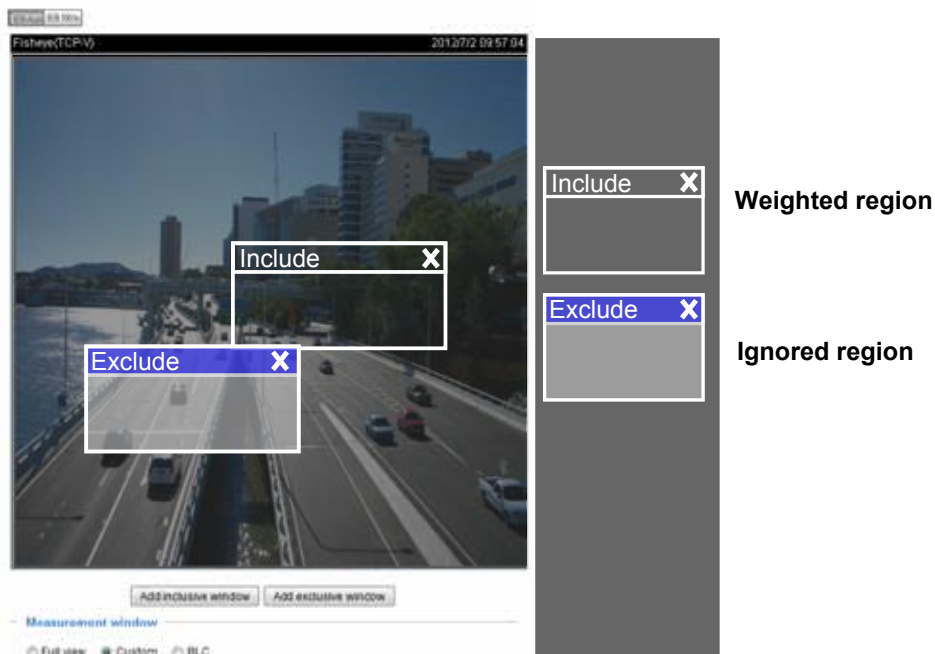 Fisheye(TCP-V) 2012/7/2 09:57:04
Include
Exclude
Include
Weighted region
Exclude
Ignored region
Add inclusive window Add exclusive window
Measurement window
Full view Custom BLC